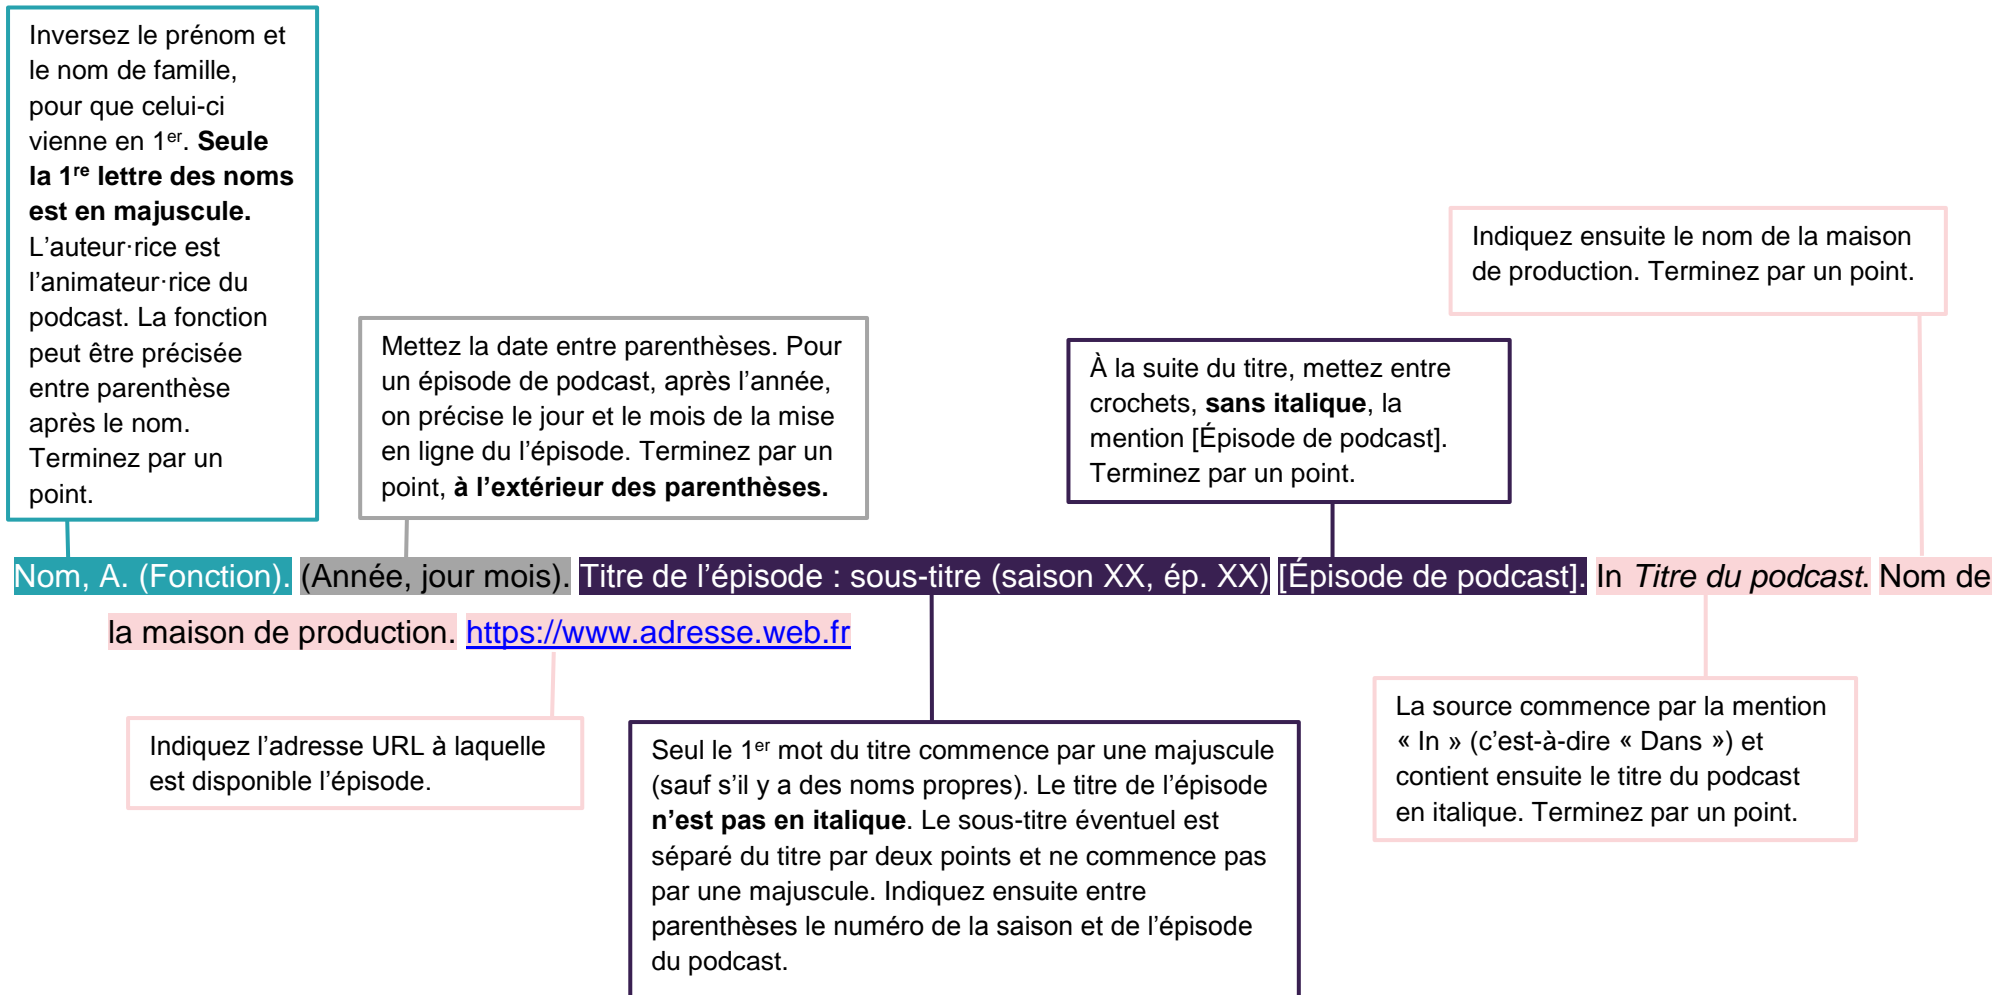 Inversez le prénom et
le nom de famille,
pour que celui-ci
vienne en 1er. Seule
la 1re lettre des noms
est en majuscule.
L’auteur·rice est
l’animateur·rice du
podcast. La fonction
peut être précisée
entre parenthèse
après le nom.
Terminez par un
point.
Mettez la date entre parenthèses. Pour
un épisode de podcast, après l’année,
on précise le jour et le mois de la mise
en ligne du l’épisode. Terminez par un
point, à l’extérieur des parenthèses.
À la suite du titre, mettez entre
crochets, sans italique, la
mention [Épisode de podcast].
Terminez par un point.
Indiquez ensuite le nom de la maison
de production. Terminez par un point.
Nom, A. (Fonction). (Année, jour mois). Titre de l’épisode : sous-titre (saison XX, ép. XX) [Épisode de podcast]. In Titre du podcast. Nom de
la maison de production. https://www.adresse.web.fr
Indiquez l’adresse URL à laquelle
est disponible l’épisode.
Seul le 1er mot du titre commence par une majuscule
(sauf s’il y a des noms propres). Le titre de l’épisode
n’est pas en italique. Le sous-titre éventuel est
séparé du titre par deux points et ne commence pas
par une majuscule. Indiquez ensuite entre
parenthèses le numéro de la saison et de l’épisode
du podcast.
La source commence par la mention
« In » (c’est-à-dire « Dans ») et
contient ensuite le titre du podcast
en italique. Terminez par un point.